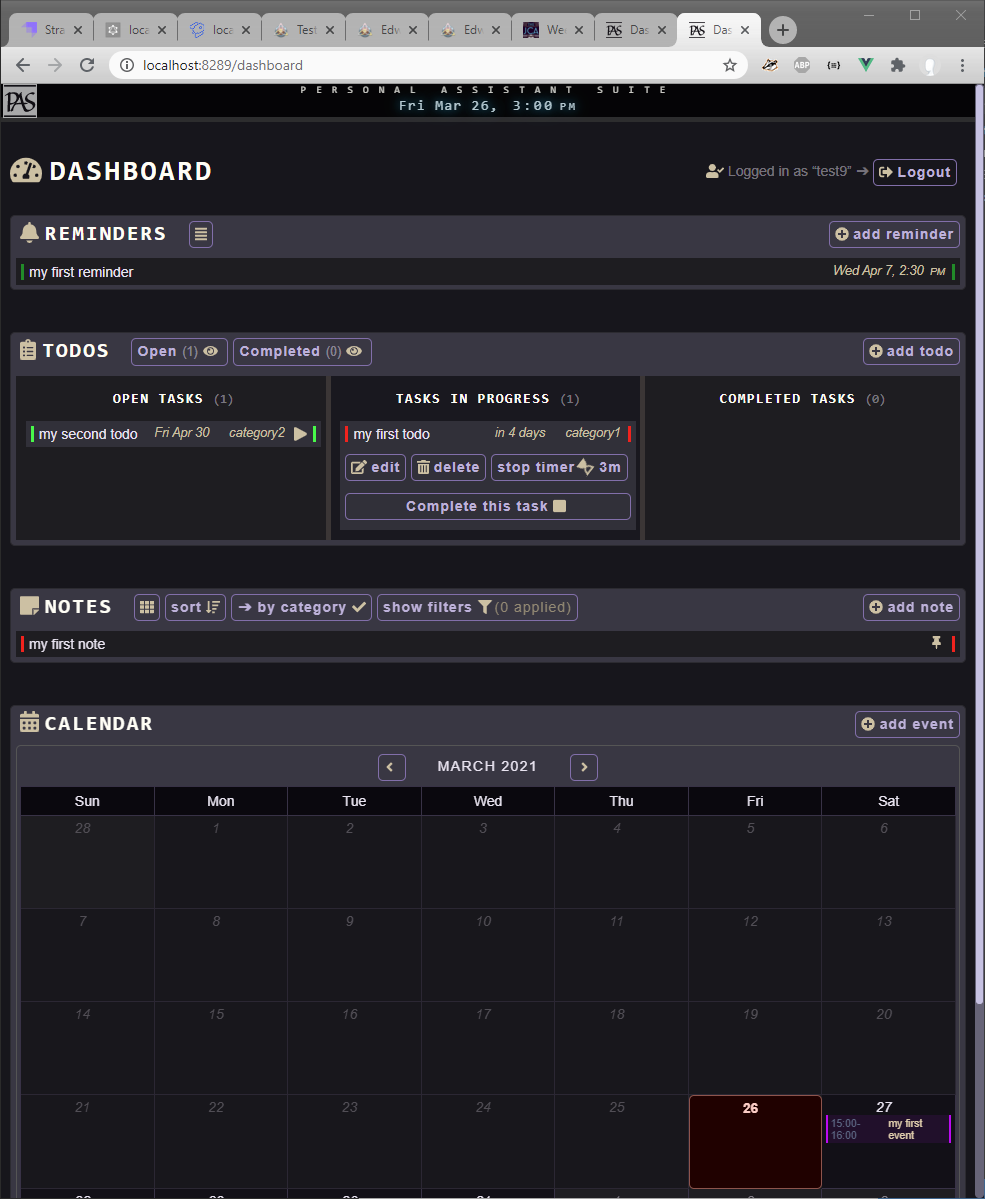 Stra
loca
loca
Test
Edw
Edw
Wee
Das
Das
localhost:8289/dashboard
ABP
PAS
PERSONAL ASSISTANT SUITE
Fri Mar 26, 3:00 PM
DASHBOARD
Logged in as “test9” ➔ Logout
REMINDERS
add reminder
my first reminder Wed Apr 7, 2:30 PM
TODOS Open (1) Completed (0) add todo
OPEN TASKS (1) TASKS IN PROGRESS (1) COMPLETED TASKS (0)
my second todo Fri Apr 30 category2
my first todo in 4 days category1
edit delete stop timer 3m
Complete this task
NOTES sort ➔ by category show filters (0 applied) add note
my first note
CALENDAR add event
MARCH 2021
Sun Mon Tue Wed Thu Fri Sat
28 1 2 3 4 5 6
7 8 9 10 11 12 13
14 15 16 17 18 19 20
21 22 23 24 25 26 27
15:00-16:00 my first event